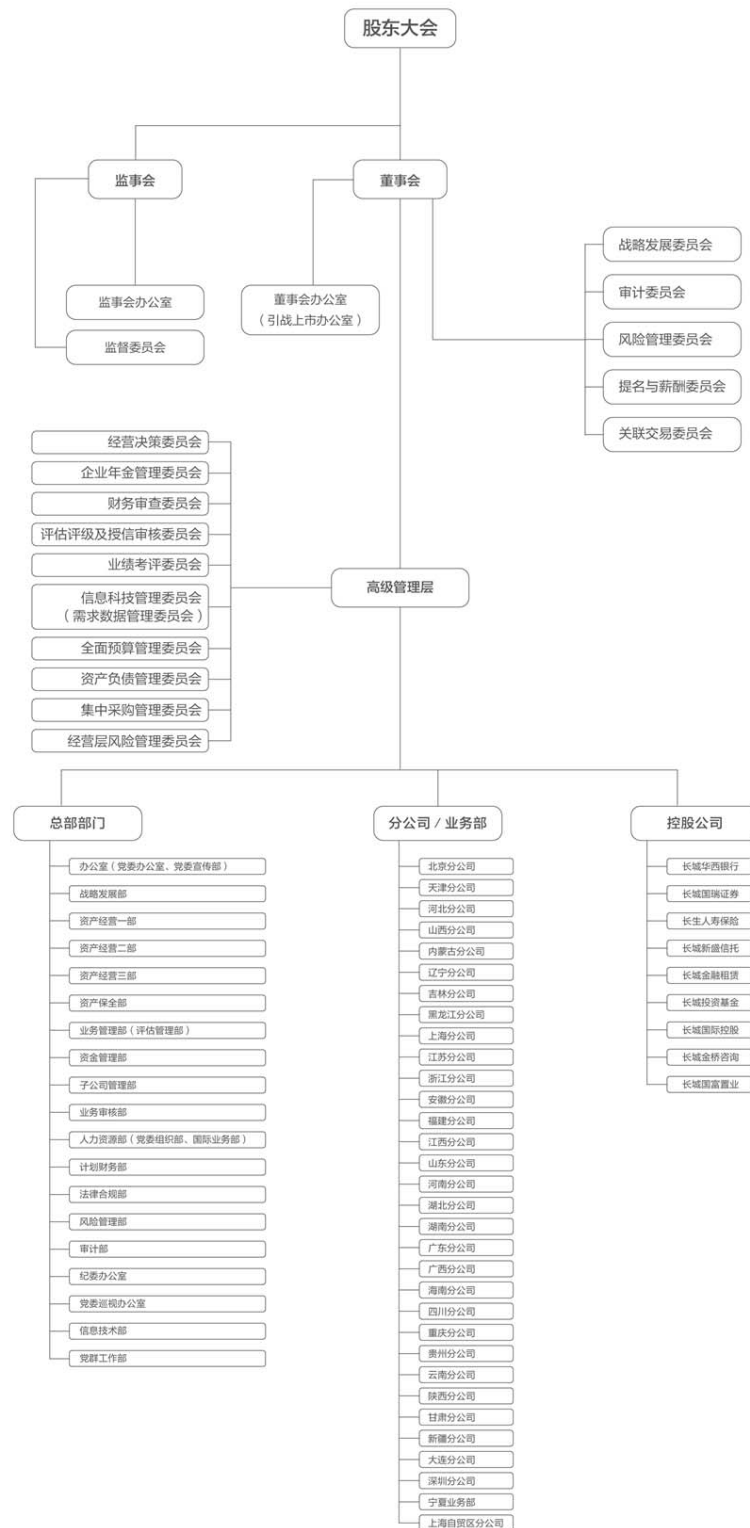 股东大会
监事会
董事会
监事会办公室
监督委员会
董事会办公室
（引战上市办公室）
战略发展委员会
审计委员会
风险管理委员会
提名与薪酬委员会
关联交易委员会
经营决策委员会
企业年金管理委员会
财务审查委员会
评估评级及授信审核委员会
业绩考评委员会
信息科技管理委员会
（需求数据管理委员会）
全面预算管理委员会
资产负债管理委员会
集中采购管理委员会
经营层风险管理委员会
高级管理层
总部部门
办公室（党委办公室、党委宣传部）
战略发展部
资产经营一部
资产经营二部
资产经营三部
资产保全部
业务管理部（评估管理部）
资金管理部
子公司管理部
业务审核部
人力资源部（党委组织部、国际业务部）
计划财务部
法律合规部
风险管理部
审计部
纪委办公室
党委巡视办公室
信息技术部
党群工作部
分公司 / 业务部
北京分公司
天津分公司
河北分公司
山西分公司
内蒙古分公司
辽宁分公司
吉林分公司
黑龙江分公司
上海分公司
江苏分公司
浙江分公司
安徽分公司
福建分公司
江西分公司
山东分公司
河南分公司
湖北分公司
湖南分公司
广东分公司
广西分公司
海南分公司
四川分公司
重庆分公司
贵州分公司
云南分公司
陕西分公司
甘肃分公司
新疆分公司
大连分公司
深圳分公司
宁夏业务部
上海自贸区分公司
控股公司
长城华西银行
长城国瑞证券
长生人寿保险
长城新盛信托
长城金融租赁
长城投资基金
长城国际控股
长城金桥咨询
长城国富置业